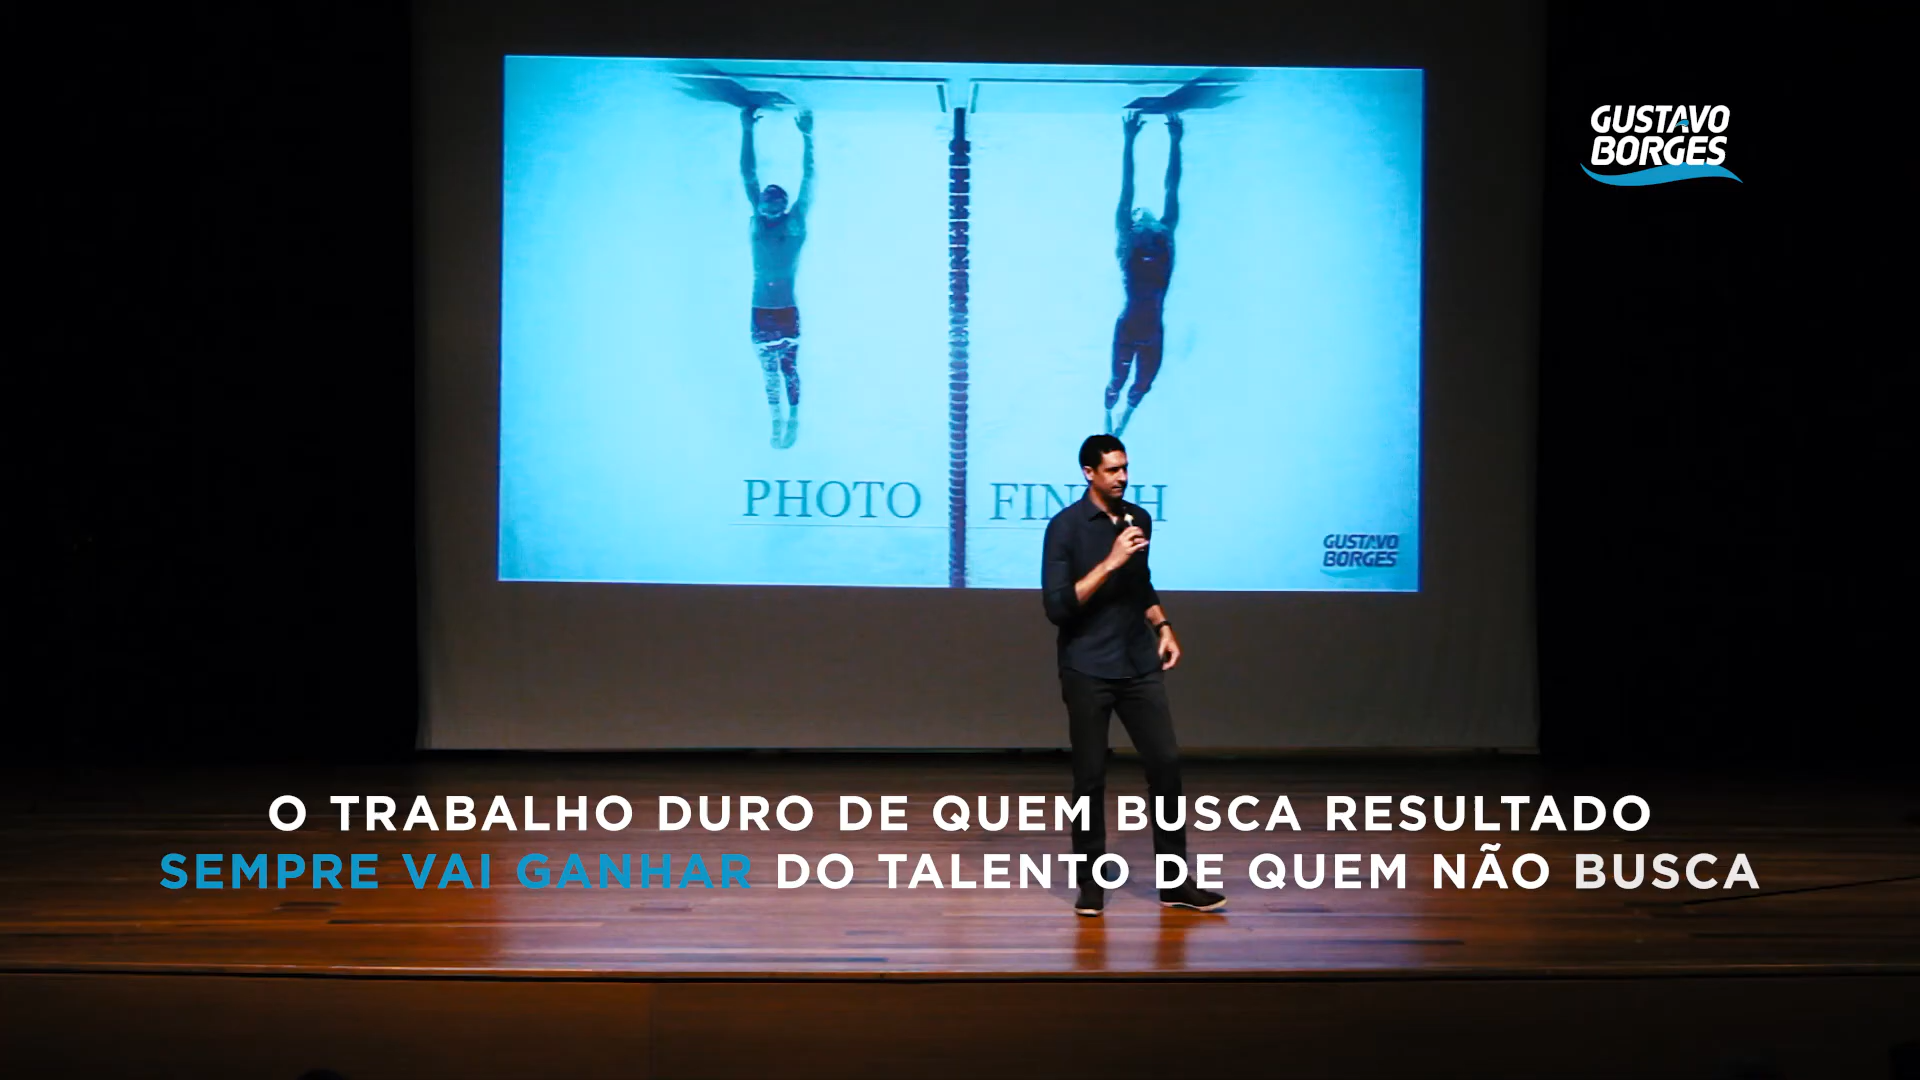 GUSTAVO
BORGES
PHOTO FINISH
GUSTAVO
BORGES
O TRABALHO DURO DE QUEM BUSCA RESULTADO
SEMPRE VAI GANHAR DO TALENTO DE QUEM NÃO BUSCA